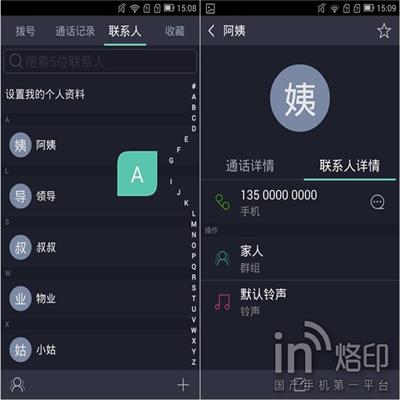 15:08
拨号 通话记录 联系人 收藏
搜索5位联系人
设置我的个人资料
A
姨 阿姨
L
导 领导
S
叔 叔叔
W
业 物业
X
姑 小姑
A
#
A
B
C
D
E
F
G
H
I
J
K
L
M
N
O
P
Q
R
S
T
U
V
W
X
Y
Z
15:09
阿姨
姨
通话详情 联系人详情
135 0000 0000
手机
操作
家人
群组
默认铃声
铃声
in 烙印
国产手机第一平台